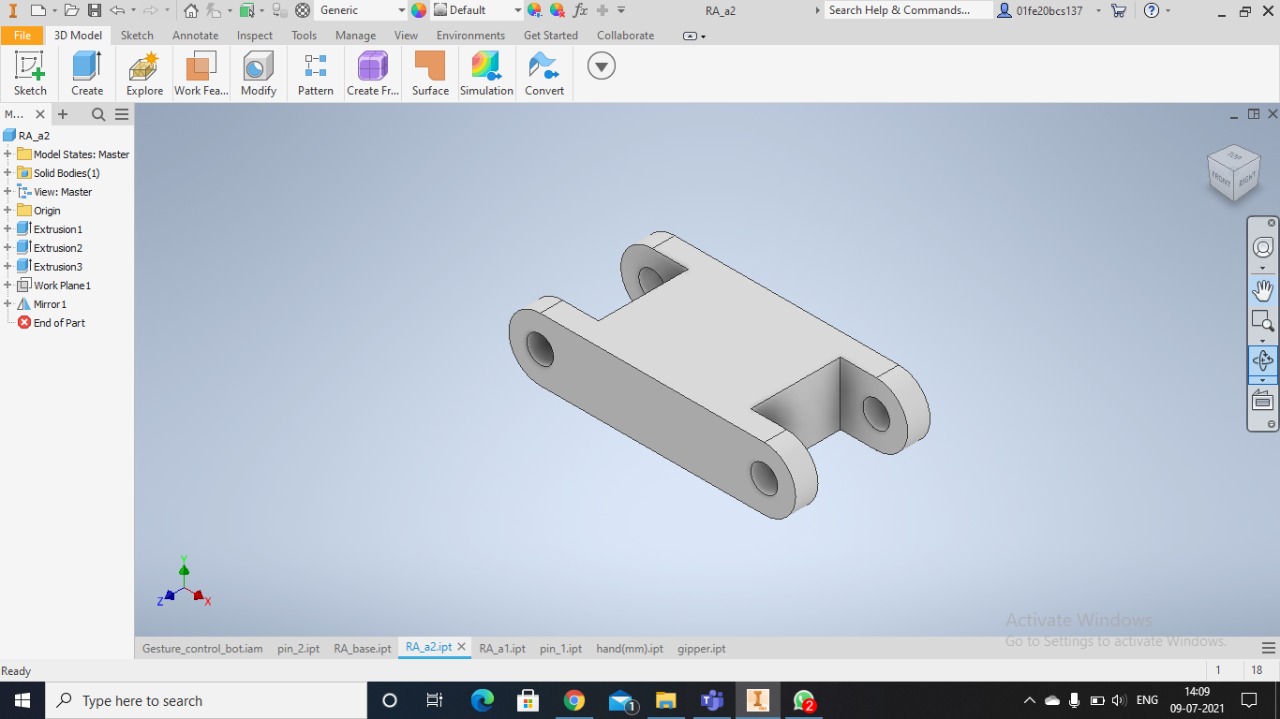 Generic
Default
fx
RA_a2
Search Help & Commands...
01fe20bcs137
File
3D Model
Sketch
Annotate
Inspect
Tools
Manage
View
Environments
Get Started
Collaborate
Sketch
Create
Explore
Work Fea...
Modify
Pattern
Create Fr...
Surface
Simulation
Convert
M...
RA_a2
Model States: Master
Solid Bodies(1)
View: Master
Origin
Extrusion1
Extrusion2
Extrusion3
Work Plane1
Mirror1
End of Part
TOP
FRONT
RIGHT
Y
Z
X
Activate Windows
Go to Settings to activate Windows.
Gesture_control_bot.iam
pin_2.ipt
RA_base.ipt
RA_a2.ipt
RA_a1.ipt
pin_1.ipt
hand(mm).ipt
gipper.ipt
Ready
1
18
Type here to search
1
2
ENG
14:09
09-07-2021